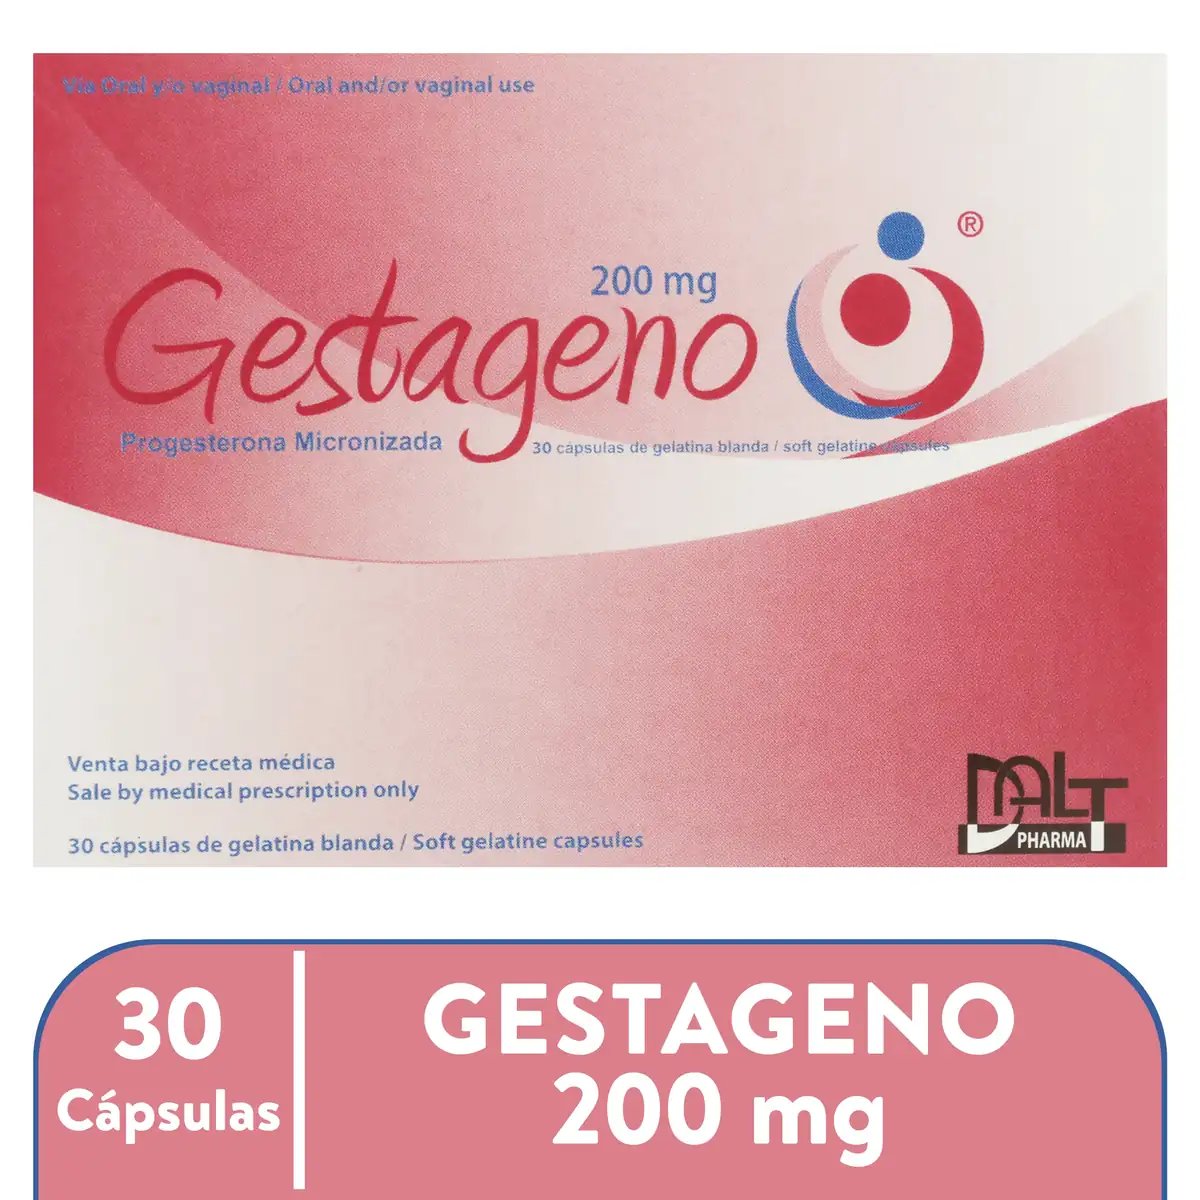 Vía Oral y/o vaginal / Oral and/or vaginal use
®
200 mg
Gestageno
Progesterona Micronizada
30 cápsulas de gelatina blanda / soft gelatine capsules
Venta bajo receta médica
Sale by medical prescription only
30 cápsulas de gelatina blanda / Soft gelatine capsules
DALT
PHARMA
30
Cápsulas
GESTAGENO
200 mg